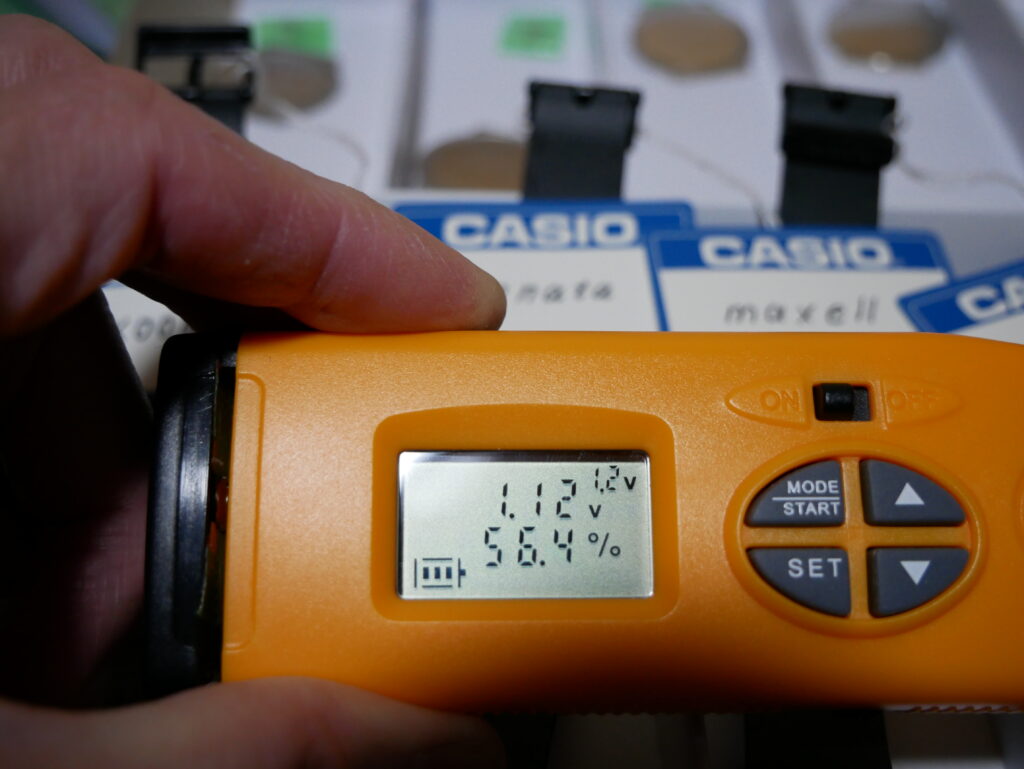 CASIO
CASIO
maxell
ON OFF
1.2v
1.12 v
56.4 %
MODE
START
SET